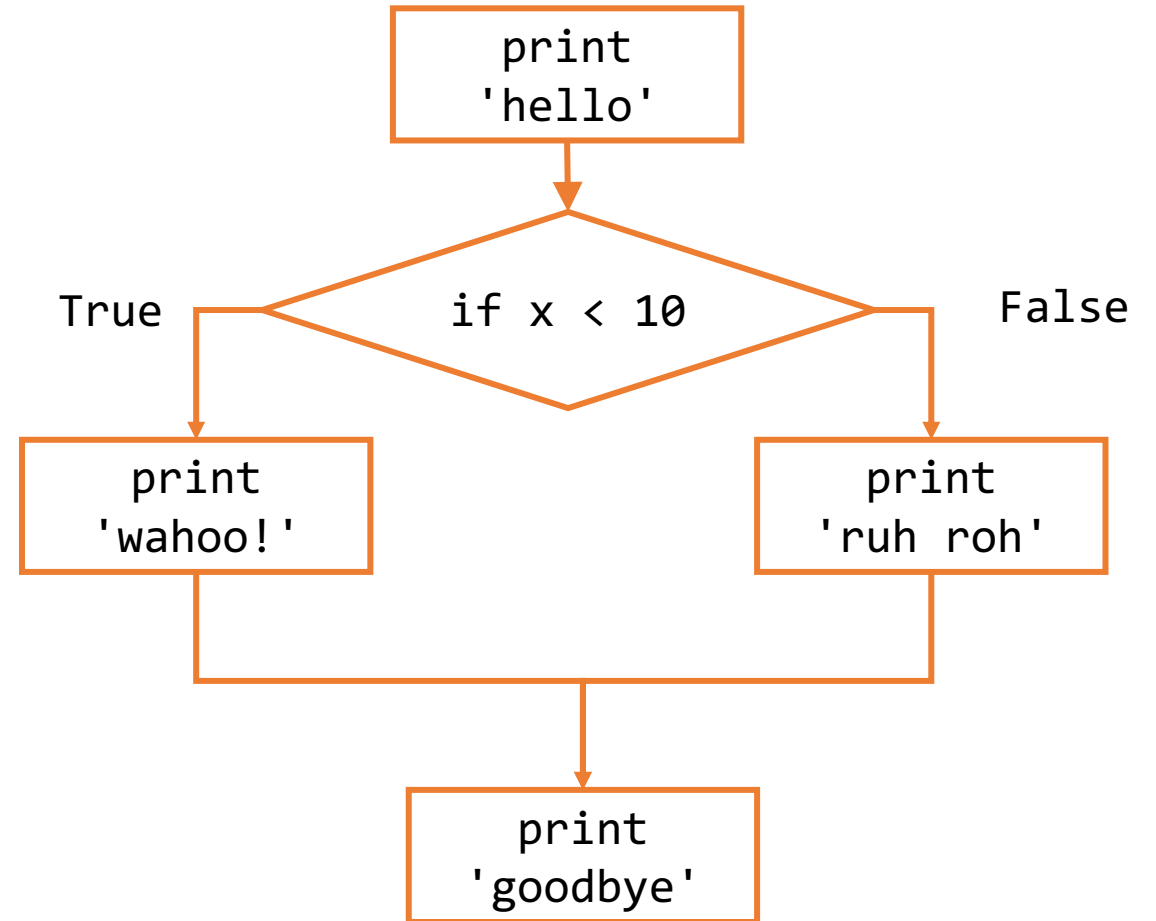 print
'hello'
if x < 10
True
False
print
'wahoo!'
print
'ruh roh'
print
'goodbye'